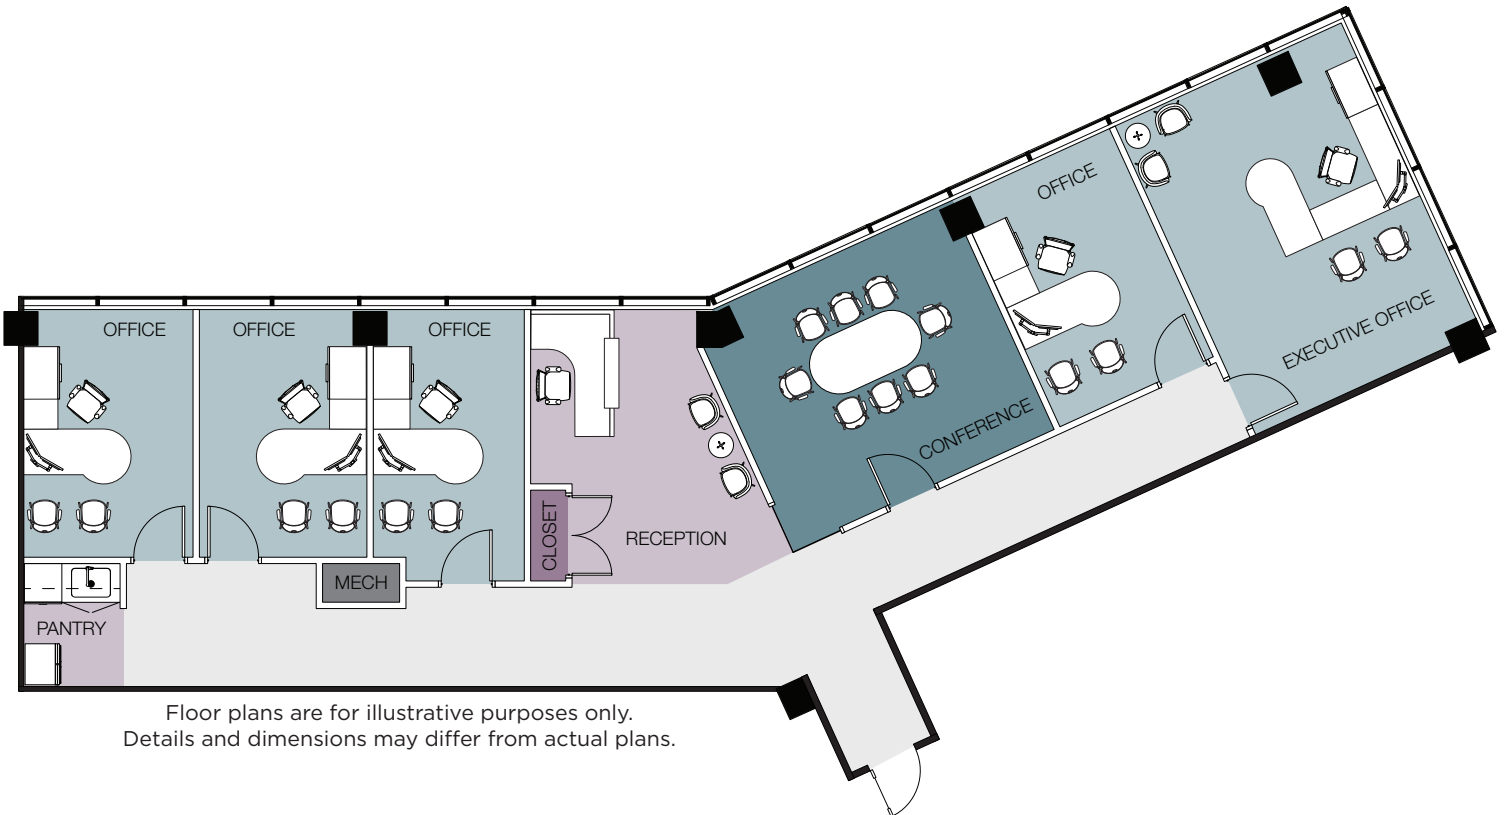 OFFICE
OFFICE
OFFICE
OFFICE
EXECUTIVE OFFICE
CONFERENCE
CLOSET
RECEPTION
MECH
PANTRY
Floor plans are for illustrative purposes only.
Details and dimensions may differ from actual plans.